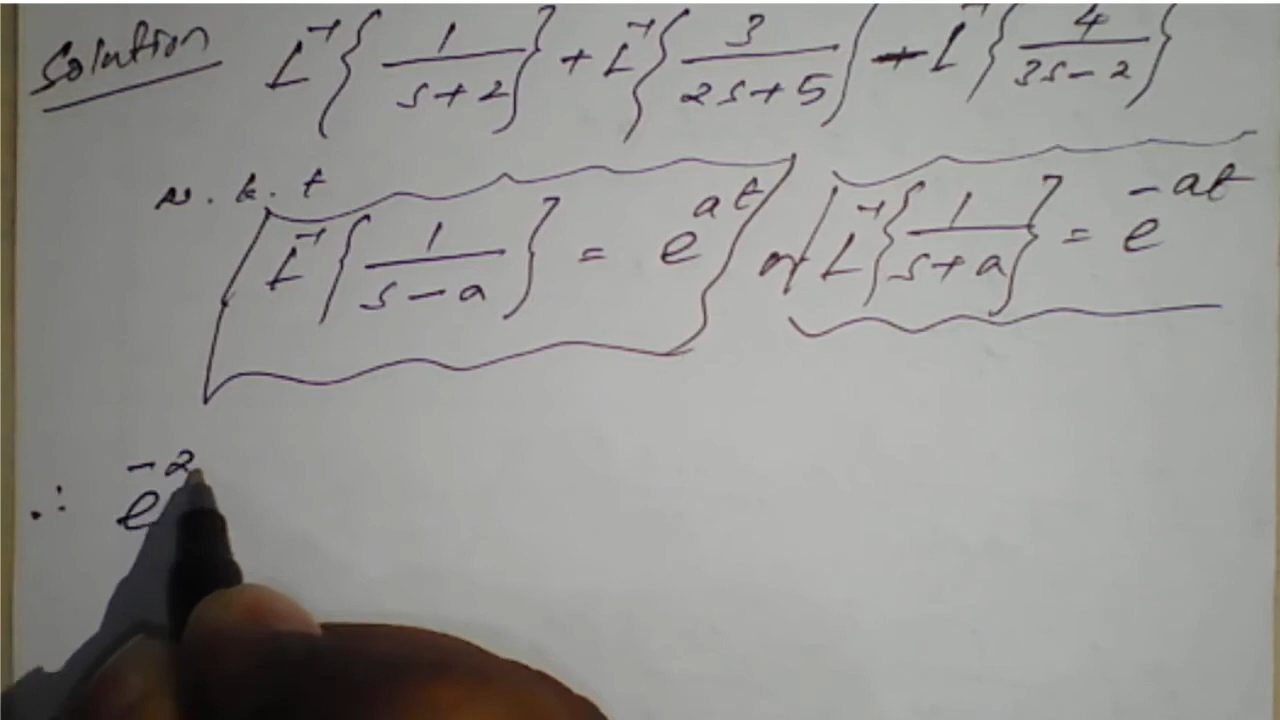 Solution L⁻¹{1/(s+2)} + L⁻¹{3/(2s+5)} - L⁻¹{4/(3s-2)}
w.k.t
L⁻¹{1/(s-a)} = e^{at} or L⁻¹{1/(s+a)} = e^{-at}
∴ e^{-2